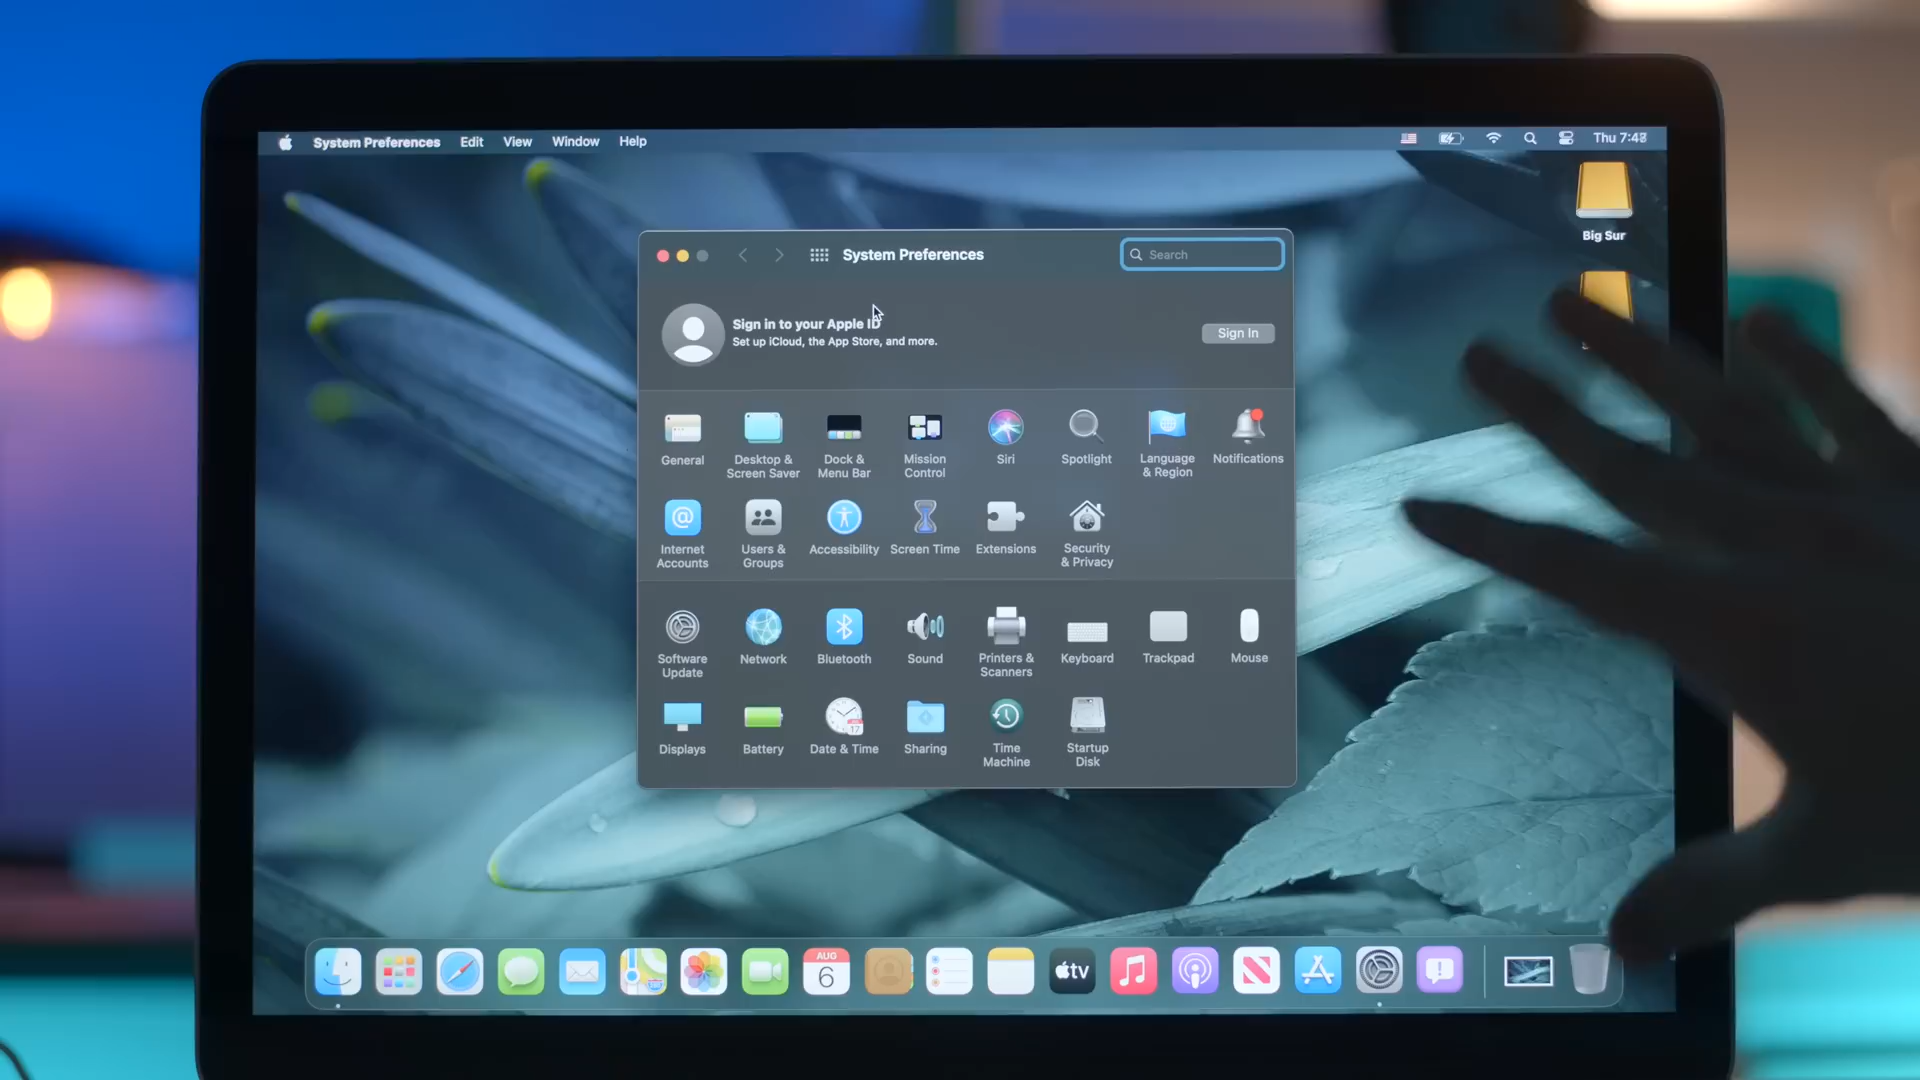 System Preferences Edit View Window Help
Big Sur
System Preferences
Search
Sign in to your Apple ID
Set up iCloud, the App Store, and more.
Sign In
General
Desktop &
Screen Saver
Dock &
Menu Bar
Mission
Control
Siri
Spotlight
Language
& Region
Notifications
Internet
Accounts
Users &
Groups
Accessibility
Screen Time
Extensions
Security
& Privacy
Software
Update
Network
Bluetooth
Sound
Printers &
Scanners
Keyboard
Trackpad
Mouse
Displays
Battery
Date & Time
Sharing
Time
Machine
Startup
Disk
AUG
6
tv